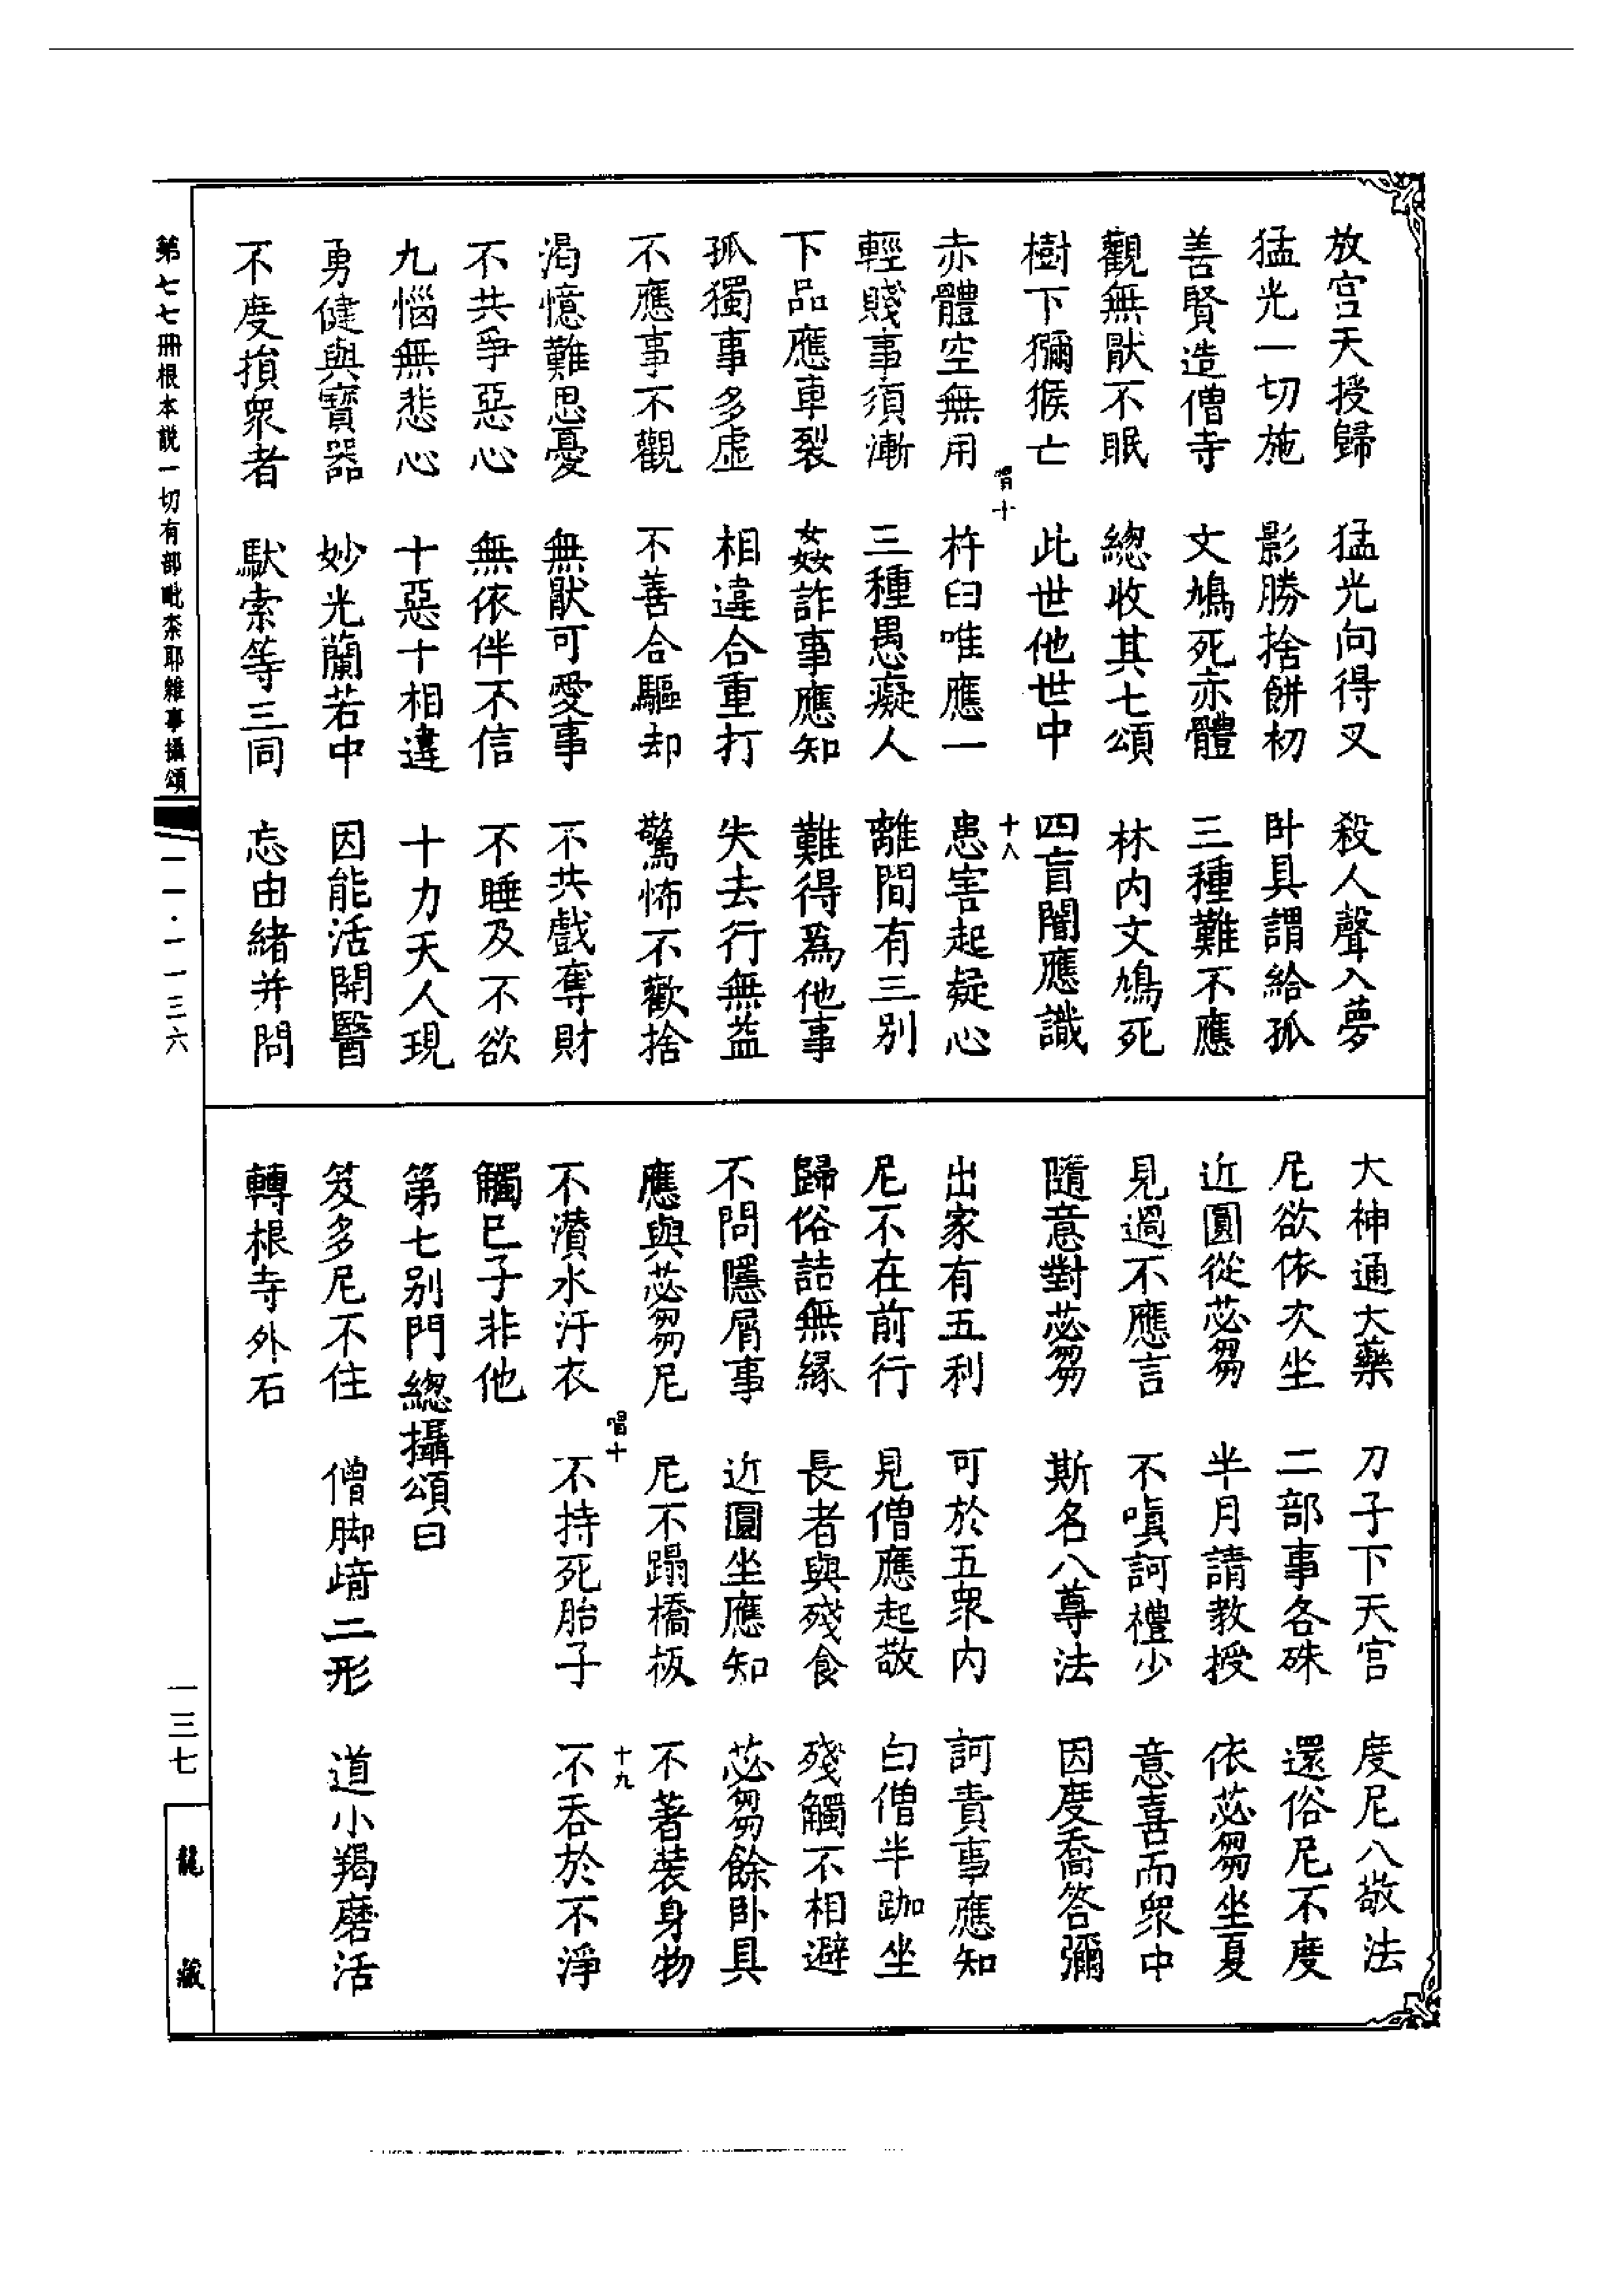 放宮天授歸　猛光向得叉　殺人聲入夢
猛光一切施　影勝捨餅初　卧具謂給孤
善賢造僧寺　文鳩死赤體　三種難不應
觀無猒不眠　總收其七頌　林内文鳩死
樹下獼猴亡　此世他世中　四盲闇應識
唱十　十八
赤體空無用　杵臼唯應一　患害起疑心
輕賤事須漸　三種愚癡人　離間有三别
下品應車裂　姦詐事應知　難得為他事
孤獨事多虛　相違合重打　失去行無益
不應事不觀　不善合驅却　驚怖不歡捨
渴憶難思憂　無猒可愛事　不共戲奪財
不共爭惡心　無依伴不信　不睡及不欲
九惱無悲心　十惡十相違　十力天人現
勇健與寶器　妙光蘭若中　因能活開醫
不度損衆者　馱索等三同　忘由緒并問
大神通大藥　刀子下天宮　度尼八敬法
尼欲依次坐　二部事各殊　還俗尼不度
近圓從苾芻　半月請教授　依苾芻坐夏
見過不應言　不嗔訶禮少　意喜而衆中
隨意對苾芻　斯名八尊法　因度喬答彌
出家有五利　可於五衆内　訶責事應知
尼不在前行　見僧應起敬　白僧半跏坐
歸俗詰無緣　長者與殘食　殘觸不相避
不問隱屑事　近圓坐應知　苾芻餘卧具
應與苾芻尼　尼不蹋橋板　不著裝身物
唱十　十九
不濽水汙衣　不持死胎子　不吞於不淨
觸已子非他
第七别門總攝頌曰
笈多尼不住　僧脚崝二形　道小羯磨活
轉根寺外石
第七七冊根本說一切有部毗奈耶雜事攝頌
一一·一一三六
一三七
龍藏